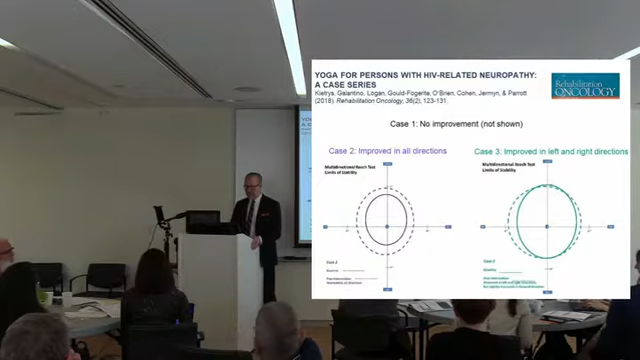 YOGA FOR PERSONS WITH HIV-RELATED NEUROPATHY:
A CASE SERIES
Kietrys, Galantino, Logan, Gould-Fogerite, O'Brien, Cohen, Jermyn, & Parrott
(2018). Rehabilitation Oncology, 36(2), 123-131.
Rehabilitation
ONCOLOGY
Case 1: No improvement (not shown)
Case 2: Improved in all directions
Case 3: Improved in left and right directions
Multidirectional Reach Test
Limits of Stability
Multidirectional Reach Test
Limits of Stability
Case 2